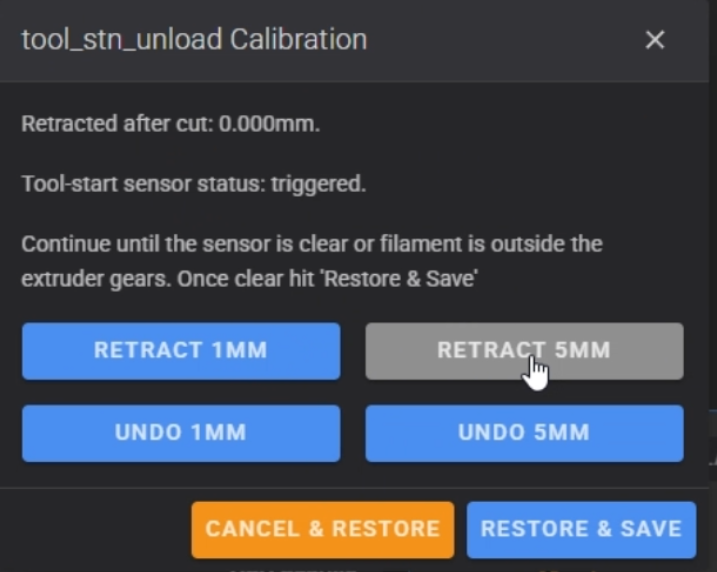 tool_stn_unload Calibration
Retracted after cut: 0.000mm.
Tool-start sensor status: triggered.
Continue until the sensor is clear or filament is outside the
extruder gears. Once clear hit 'Restore & Save'
RETRACT 1MM
RETRACT 5MM
UNDO 1MM
UNDO 5MM
CANCEL & RESTORE
RESTORE & SAVE